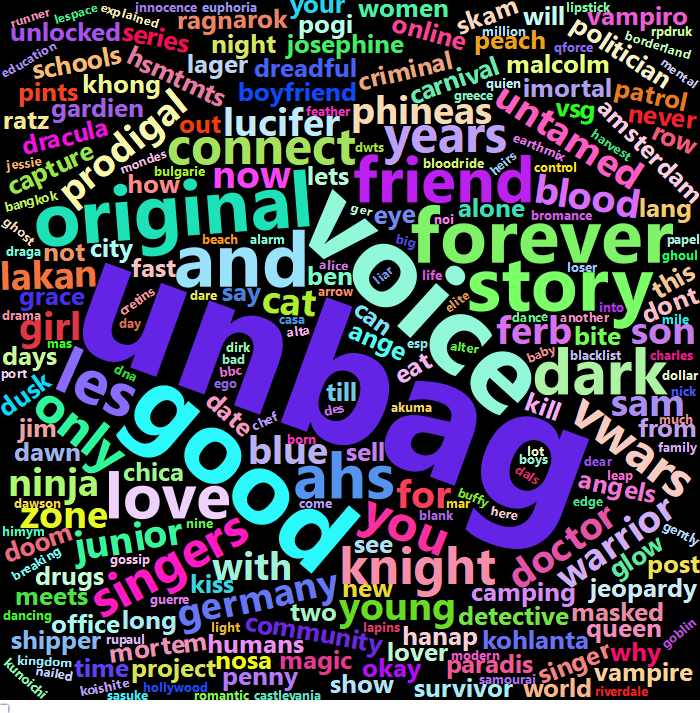 runner
innocence
euphoria
your
women
skam
lipstick
lespace
explained
ragnarok
pogi
will
vampiro
unlocked
series
night
josephine
online
million
peach
politician
rpdruk
qforce
borderland
education
schools
hsmtmts
lager
dreadful
criminal
carnival
malcolm
mental
pints
khong
boyfriend
quien
imortal
patrol
ratz
gardien
prodigal
out
lucifer
feather
phineas
greece
untamed
vsg
never
amsterdam
row
dracula
connect
dwts
years
earthmix
harvest
jessie
capture
mondes
bulgarie
how
now
lets
bloodride
heirs
control
bangkok
original
friend
blood
lang
ghost
ger
eye
noi
alone
bromance
papel
draga
not
city
beach
alarm
and
voice
big
forever
ghoul
lakan
fast
alice
ben
liar
life
story
loser
this
grace
cretins
dare
say
cat
arrow
can
elite
into
dont
drama
girl
mas
day
casa
alta
ange
esp
dance
another
mile
ferb
bite
son
unbag
alter
baby
blacklist
charles
days
dirk
bad
eat
dark
dollar
port
dusk
les
dna
bbc
ego
till
nick
good
date
des
akuma
kill
vwars
sam
much
jim
only
chef
born
from
dawn
blue
sell
lot
boys
family
dals
dear
leap
ninja
chica
ahs
angels
dawson
love
come
for
buffy
mar
here
edge
zone
nine
you
blank
doctor
warrior
gently
himym
doom
junior
singers
see
glow
post
breaking
gossip
with
knight
drugs
kiss
new
camping
jeopardy
meets
guerre
germany
two
young
detective
masked
dancing
office
long
light
community
lapins
hanap
kohlanta
queen
goblin
shipper
rupaul
mortem
humans
lover
modern
why
kingdom
nailed
time
project
nosa
magic
okay
paradis
singer
vampire
kunoichi
koishite
penny
samourai
hollywood
show
survivor
world
riverdale
sasuke
romantic
castlevania